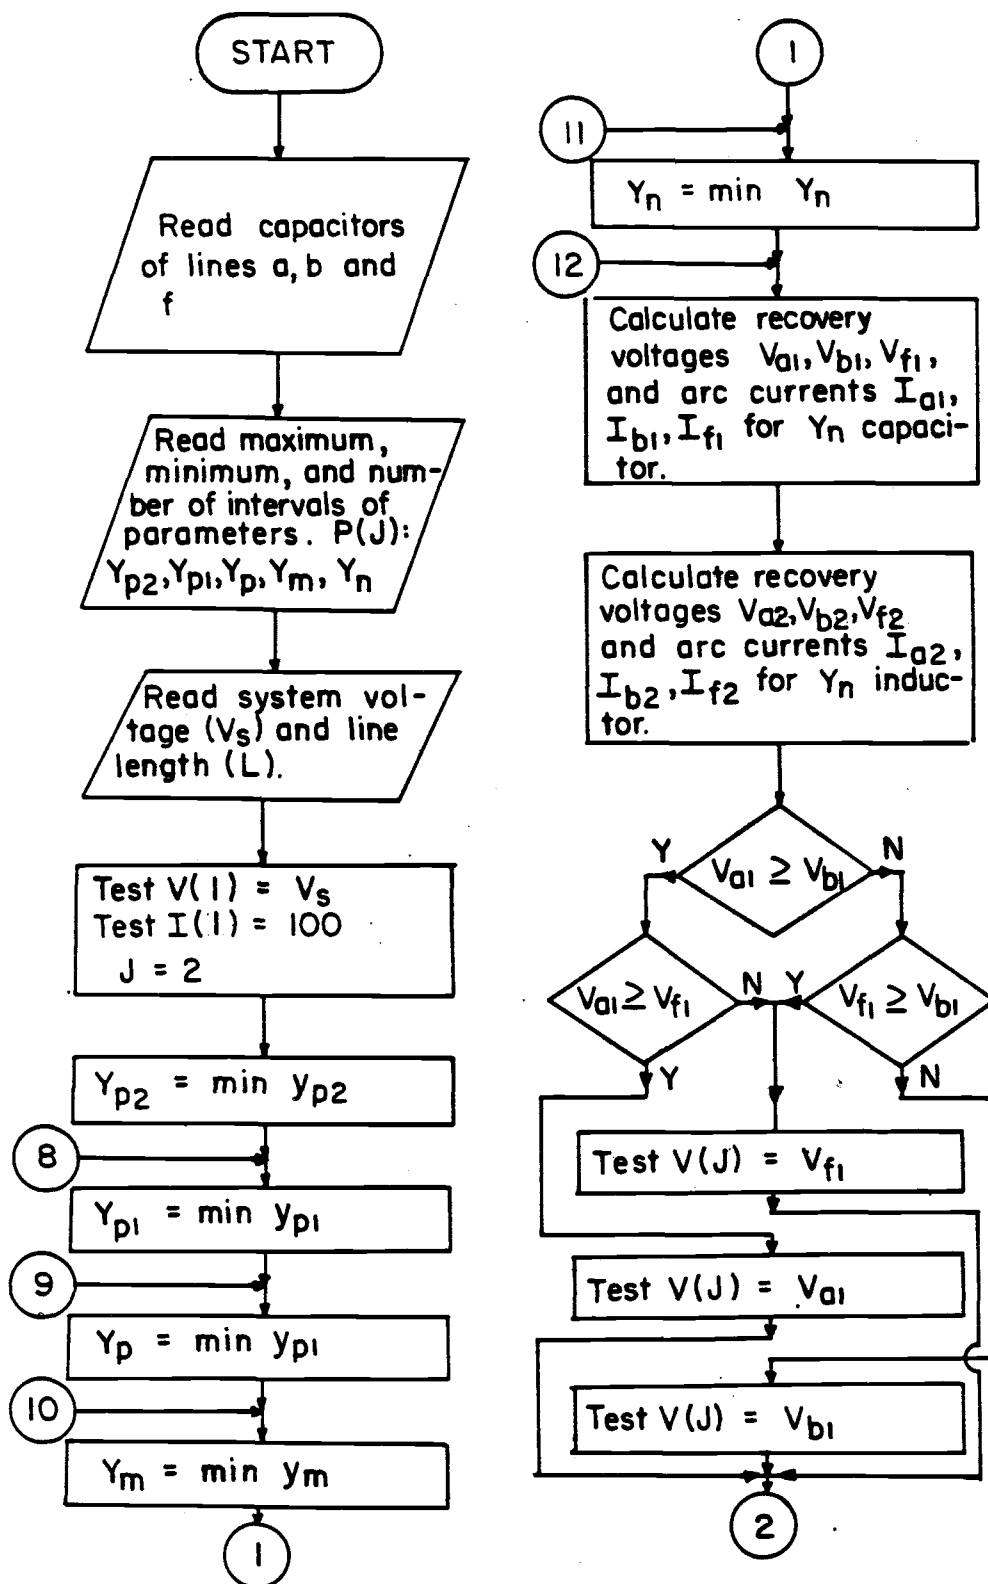 START
Read capacitors
of lines a, b and
f
Read maximum,
minimum, and num-
ber of intervals of
parameters. P(J):
Yp2, Yp1, Yp, Ym, Yn
Read system vol-
tage (Vs) and line
length (L).
Test V(1) = Vs
Test I(1) = 100
J = 2
Yp2 = min yp2
8
Yp1 = min yp1
9
Yp = min yp1
10
Ym = min ym
1
1
11
Yn = min Yn
12
Calculate recovery
voltages Va1, Vb1, Vf1,
and arc currents Ia1,
Ib1, If1 for Yn capaci-
tor.
Calculate recovery
voltages Va2, Vb2, Vf2
and arc currents Ia2,
Ib2, If2 for Yn induc-
tor.
Y
Va1 ≥ Vb1
N
Va1 ≥ Vf1
N
Y
Vf1 ≥ Vb1
Y
N
Test V(J) = Vf1
Test V(J) = Va1
Test V(J) = Vb1
2